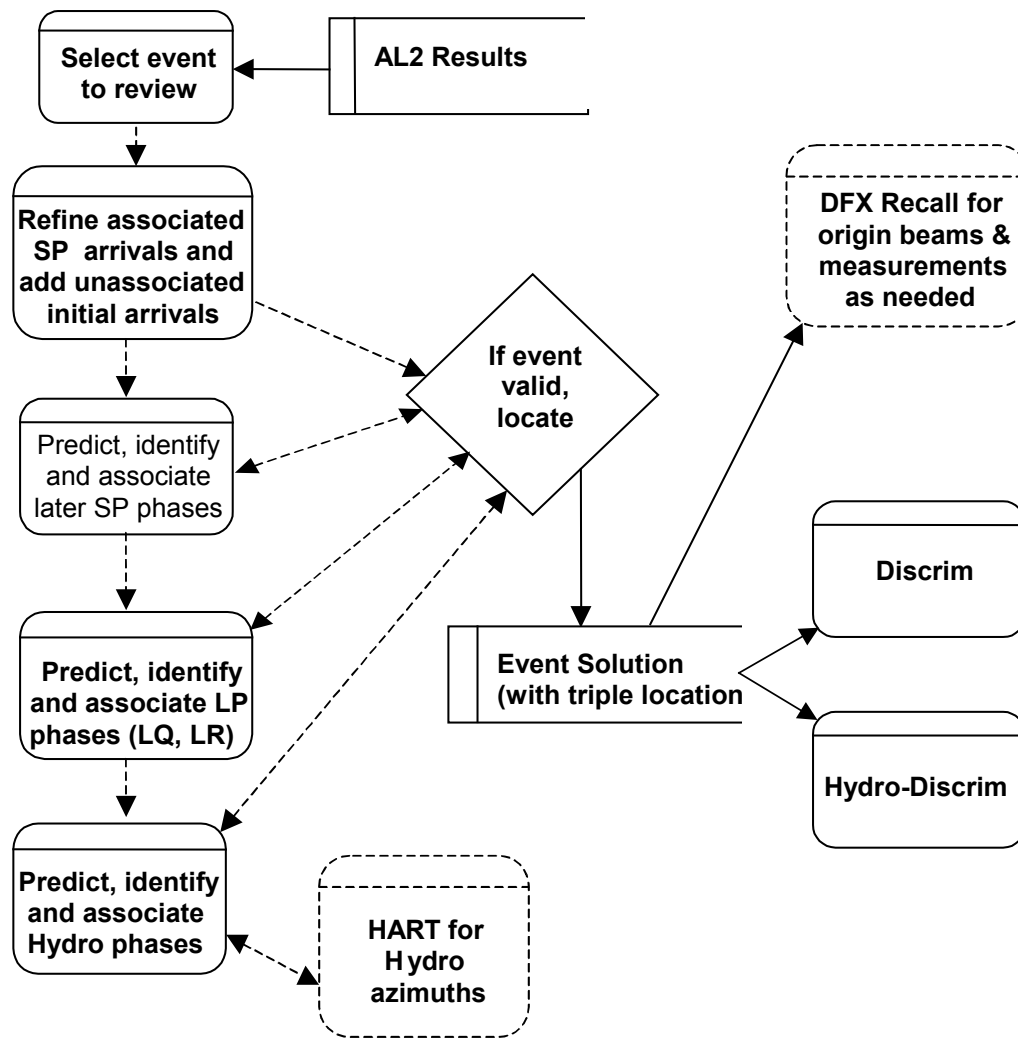 Select event
to review
AL2 Results
Refine associated
SP arrivals and
add unassociated
initial arrivals
DFX Recall for
origin beams &
measurements
as needed
If event
valid,
locate
Predict, identify
and associate
later SP phases
Discrim
Event Solution
(with triple location
Predict, identify
and associate LP
phases (LQ, LR)
Hydro-Discrim
Predict, identify
and associate
Hydro phases
HART for
Hydro
azimuths